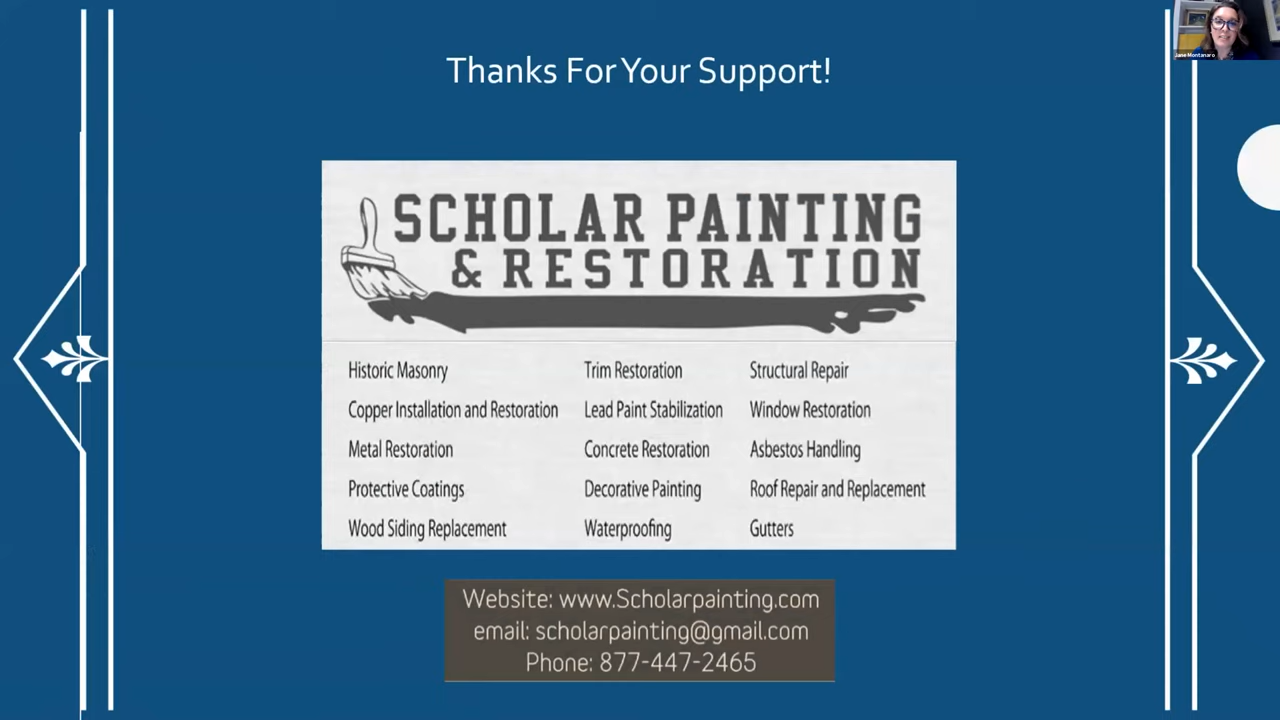 Thanks For Your Support!
Jane Montanaro
SCHOLAR PAINTING
& RESTORATION
Historic Masonry
Trim Restoration
Structural Repair
Copper Installation and Restoration
Lead Paint Stabilization
Window Restoration
Metal Restoration
Concrete Restoration
Asbestos Handling
Protective Coatings
Decorative Painting
Roof Repair and Replacement
Wood Siding Replacement
Waterproofing
Gutters
Website: www.Scholarpainting.com
email: scholarpainting@gmail.com
Phone: 877-447-2465